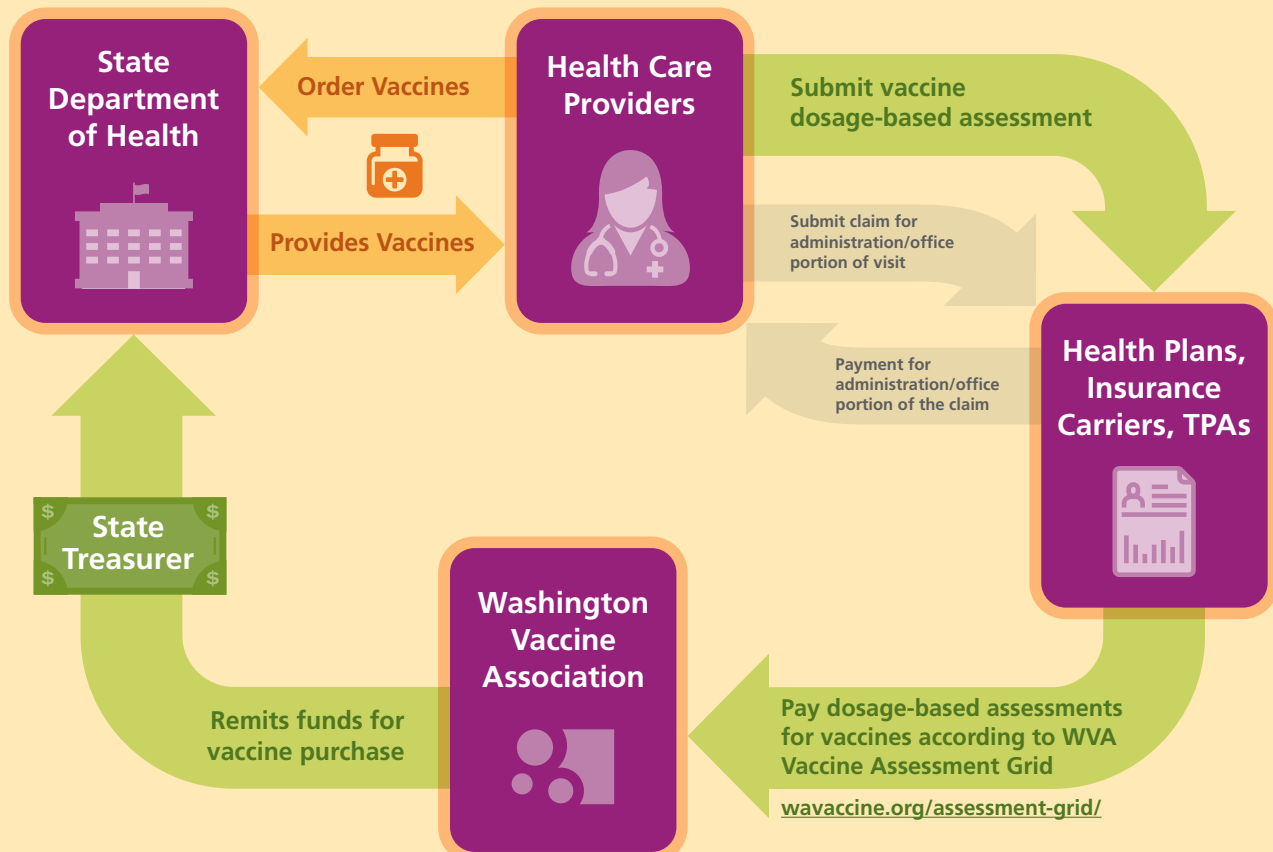 State
Department
of Health
Order Vaccines
Provides Vaccines
Health Care
Providers
Submit vaccine
dosage-based assessment
Submit claim for
administration/office
portion of visit
Payment for
administration/office
portion of the claim
Health Plans,
Insurance
Carriers, TPAs
Pay dosage-based assessments
for vaccines according to WVA
Vaccine Assessment Grid
wavaccine.org/assessment-grid/
Washington
Vaccine
Association
Remits funds for
vaccine purchase
$ $
State
Treasurer
$ $